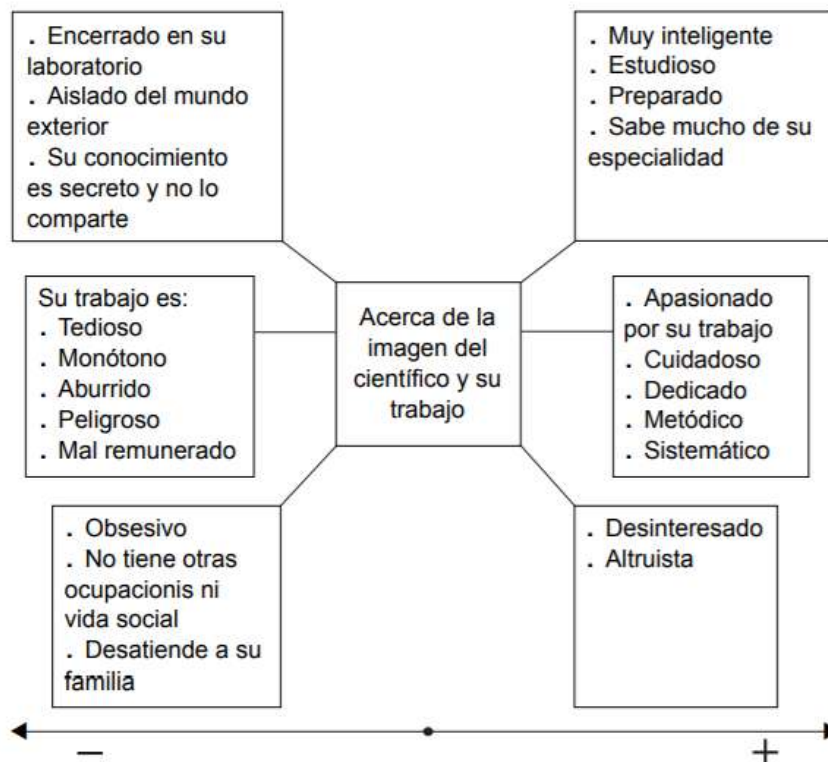 . Encerrado en su
laboratorio
. Aislado del mundo
exterior
. Su conocimiento
es secreto y no lo
comparte
. Muy inteligente
. Estudioso
. Preparado
. Sabe mucho de su
especialidad
Su trabajo es:
. Tedioso
. Monótono
. Aburrido
. Peligroso
. Mal remunerado
Acerca de la
imagen del
científico y su
trabajo
. Apasionado
por su trabajo
. Cuidadoso
. Dedicado
. Metódico
. Sistemático
. Obsesivo
. No tiene otras
ocupacionis ni
vida social
. Desatiende a su
familia
. Desinteresado
. Altruista
− +